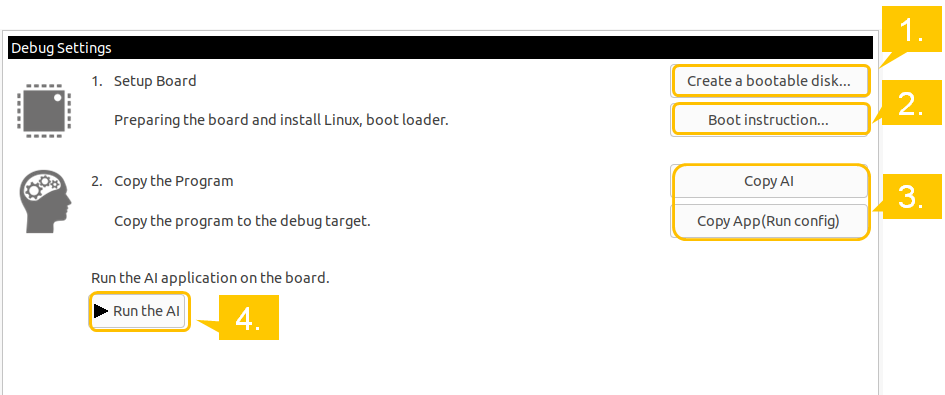 1.
Debug Settings
1. Setup Board
Create a bootable disk...
2.
Preparing the board and install Linux, boot loader.
Boot instruction...
2. Copy the Program
Copy AI
3.
Copy the program to the debug target.
Copy App(Run config)
Run the AI application on the board.
Run the AI
4.